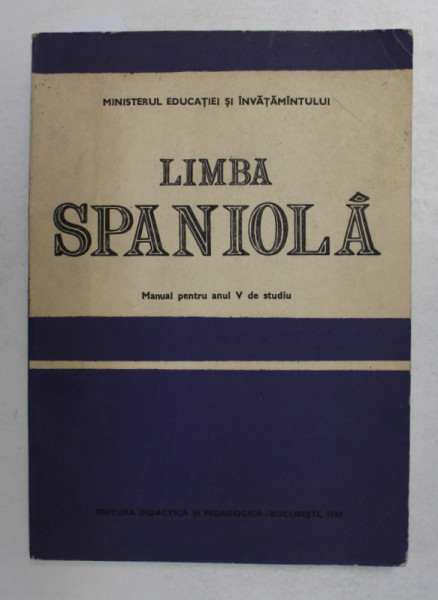 MINISTERUL EDUCAȚIEI ȘI ÎNVĂȚĂMÎNTULUI
LIMBA
SPANIOLĂ
Manual pentru anul V de studiu
EDITURA DIDACTICĂ ȘI PEDAGOGICĂ – BUCUREȘTI,